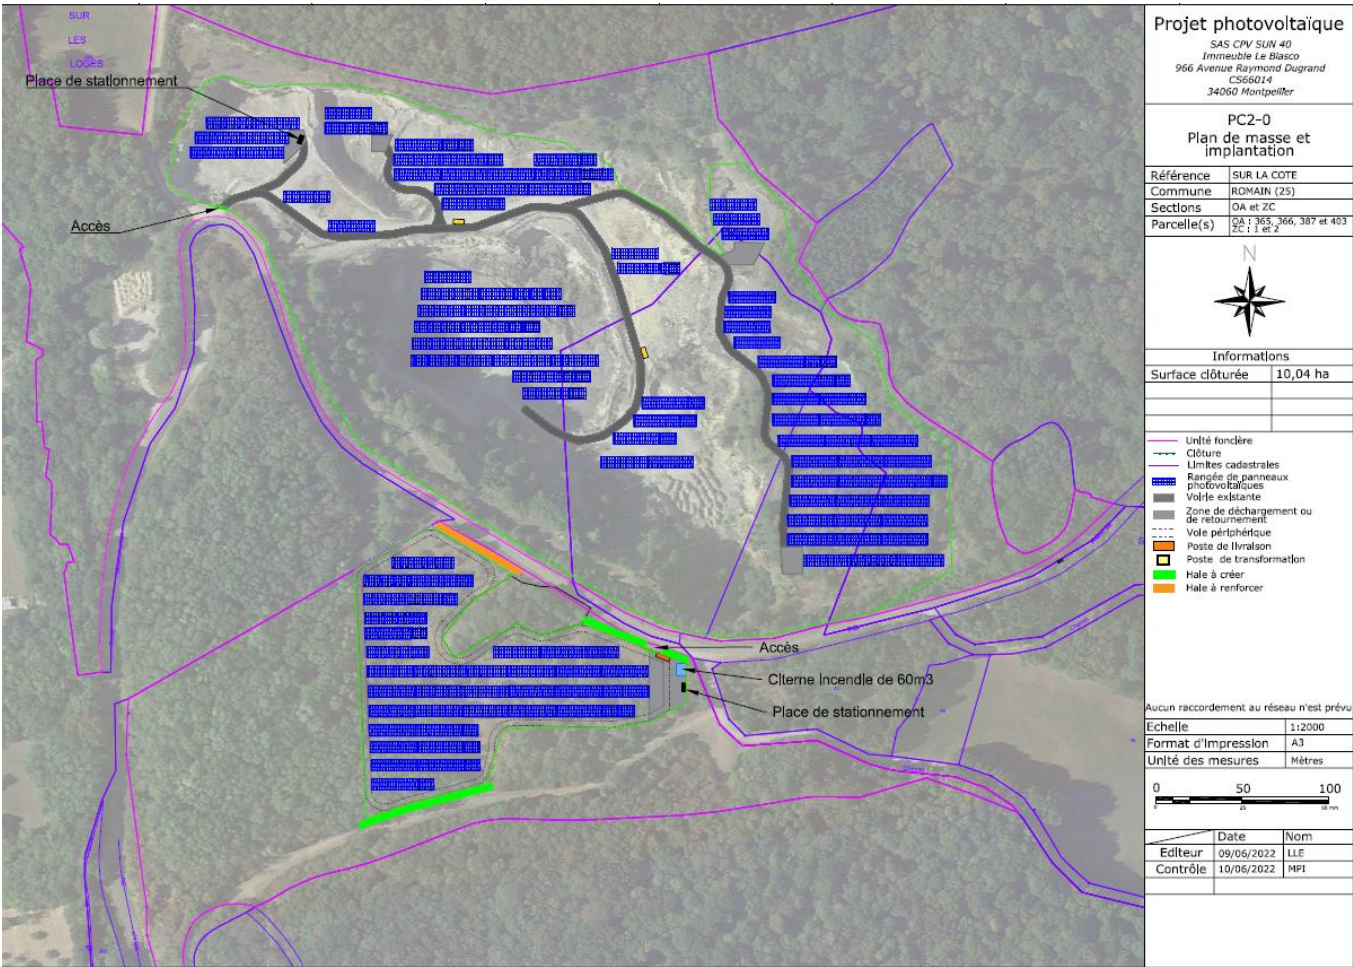 SUR
LES
LOGES
Place de stationnement
Accès
Accès
Citerne incendie de 60m3
Place de stationnement
Projet photovoltaïque
SAS CPV SUN 40
Immeuble Le Blasco
966 Avenue Raymond Dugrand
CS66014
34060 Montpellier
PC2-0
Plan de masse et
implantation
Référence SUR LA COTE
Commune ROMAIN (25)
Sections OA et ZC
Parcelle(s) OA : 365, 366, 387 et 403
ZC : 1 et 2
N
Informations
Surface clôturée 10,04 ha
Unité foncière
Clôture
Limites cadastrales
Rangée de panneaux
photovoltaïques
Voirie existante
Zone de déchargement ou
de retournement
Voie périphérique
Poste de livraison
Poste de transformation
Haie à créer
Haie à renforcer
Aucun raccordement au réseau n'est prévu
Echelle 1:2000
Format d'impression A3
Unité des mesures Mètres
0 50 100
Date Nom
Editeur 09/06/2022 LLE
Contrôle 10/06/2022 MPI